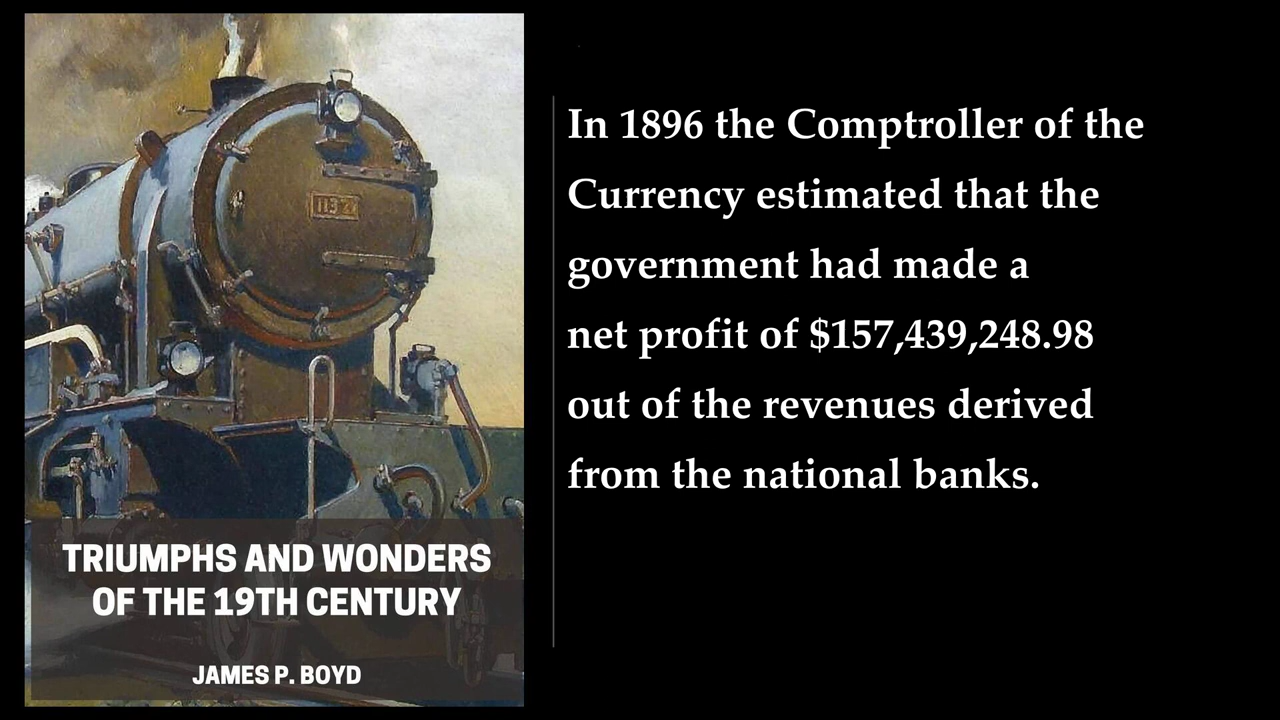 In 1896 the Comptroller of the
Currency estimated that the
government had made a
net profit of $157,439,248.98
out of the revenues derived
from the national banks.
TRIUMPHS AND WONDERS
OF THE 19TH CENTURY
JAMES P. BOYD